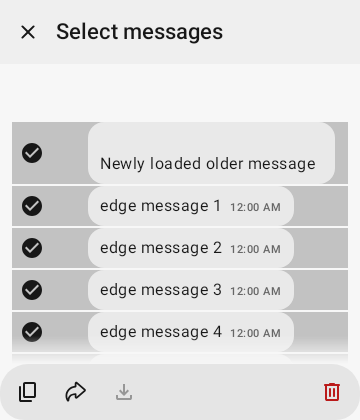 Select messages
Newly loaded older message
edge message 1 12:00 AM
edge message 2 12:00 AM
edge message 3 12:00 AM
edge message 4 12:00 AM